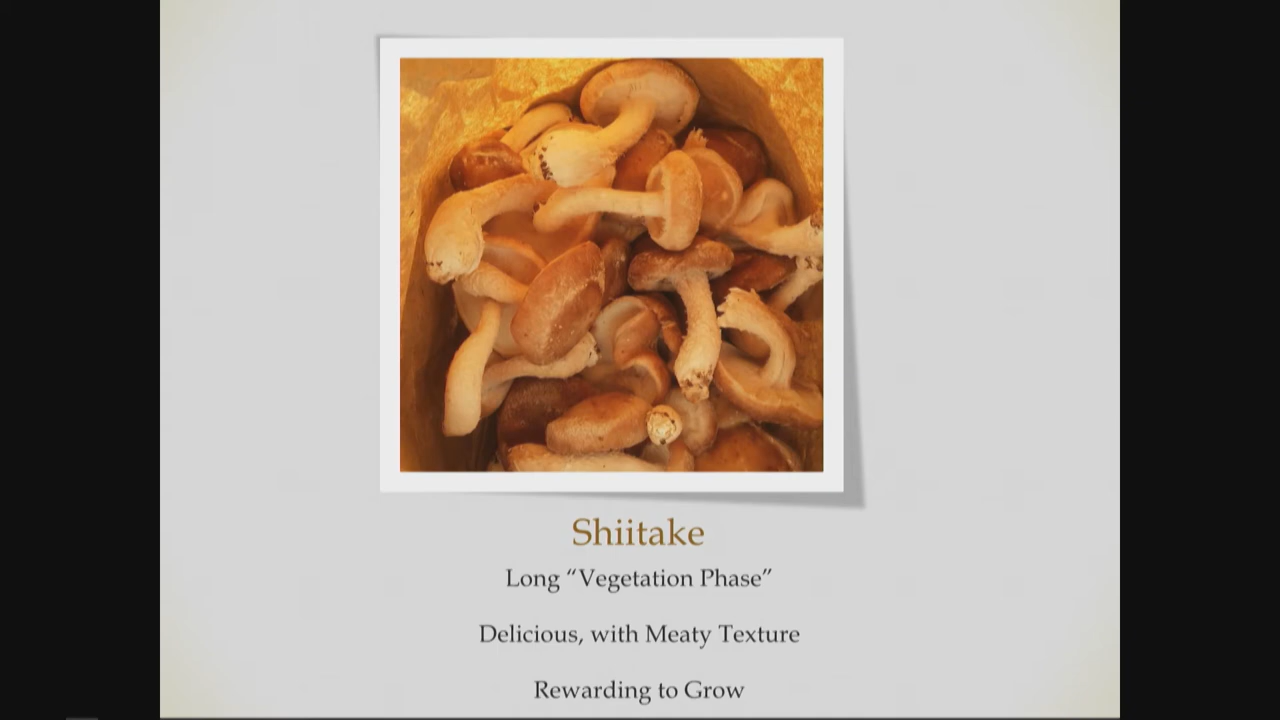 Shiitake
Long “Vegetation Phase”
Delicious, with Meaty Texture
Rewarding to Grow